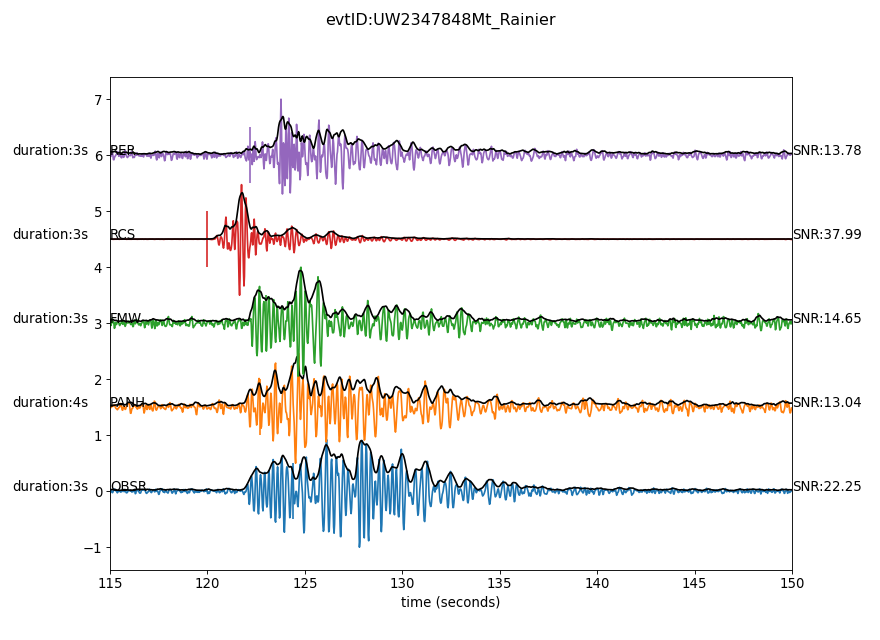 evtID:UW2347848Mt_Rainier
7
duration:3s RER 6 SNR:13.78
5
duration:3s RCS SNR:37.99
4
duration:3s FMW 3 SNR:14.65
2
duration:4s PANH SNR:13.04
1
duration:3s OBSR 0 SNR:22.25
−1
115 120 125 130 135 140 145 150
time (seconds)